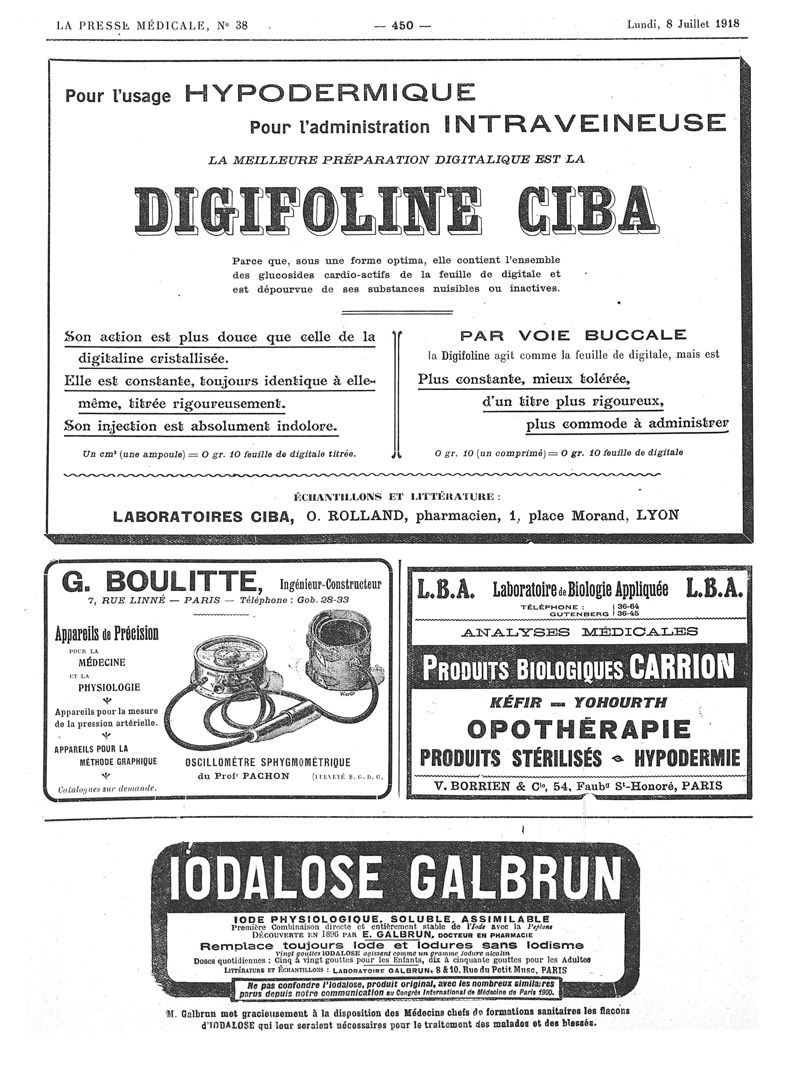 LA PRESSE MÉDICALE, Nº 38 — 450 — Lundi, 8 Juillet 1918
Pour l'usage HYPODERMIQUE
Pour l'administration INTRAVEINEUSE
LA MEILLEURE PRÉPARATION DIGITALIQUE EST LA
DIGIFOLINE CIBA
Parce que, sous une forme optima, elle contient l'ensemble
des glucosides cardio-actifs de la feuille de digitale et
est dépourvue de ses substances nuisibles ou inactives.
Son action est plus douce que celle de la
digitaline cristallisée.
Elle est constante, toujours identique à elle-
même, titrée rigoureusement.
Son injection est absolument indolore.
Un cm³ (une ampoule) = 0 gr. 10 feuille de digitale titrée.
PAR VOIE BUCCALE
la Digifoline agit comme la feuille de digitale, mais est
Plus constante, mieux tolérée,
d'un titre plus rigoureux,
plus commode à administrer
0 gr. 10 (un comprimé) = 0 gr. 10 feuille de digitale
ÉCHANTILLONS ET LITTÉRATURE :
LABORATOIRES CIBA, O. ROLLAND, pharmacien, 1, place Morand, LYON
G. BOULITTE, Ingénieur-Constructeur
7, RUE LINNÉ — PARIS — Téléphone : Gob. 28-33
Appareils de Précision
POUR LA
MÉDECINE
ET LA
PHYSIOLOGIE
Appareils pour la mesure
de la pression artérielle.
APPAREILS POUR LA
MÉTHODE GRAPHIQUE
Catalogues sur demande.
OSCILLOMÈTRE SPHYGMOMÉTRIQUE
du Profr PACHON (BREVETÉ S. G. D. G.
L.B.A. Laboratoire de Biologie Appliquée L.B.A.
TÉLÉPHONE : 36-64
GUTENBERG 36-45
ANALYSES MÉDICALES
PRODUITS BIOLOGIQUES CARRION
KÉFIR — YOHOURTH
OPOTHÉRAPIE
PRODUITS STÉRILISÉS HYPODERMIE
V. BORRIEN & Cie, 54, Faubg St-Honoré, PARIS
IODALOSE GALBRUN
IODE PHYSIOLOGIQUE, SOLUBLE, ASSIMILABLE
Première Combinaison directe et entièrement stable de l'Iode avec la Peptone
DÉCOUVERTE EN 1896 PAR E. GALBRUN, DOCTEUR EN PHARMACIE
Remplace toujours Iode et Iodures sans Iodisme
Vingt gouttes IODALOSE agissent comme un gramme Iodure alcalin
Doses quotidiennes : Cinq à vingt gouttes pour les Enfants, dix à cinquante gouttes pour les Adultes
LITTÉRATURE ET ÉCHANTILLONS : LABORATOIRE GALBRUN, 8 & 10, Rue du Petit Musc, PARIS
Ne pas confondre l'Iodalose, produit original, avec les nombreux similaires
parus depuis notre communication au Congrès International de Médecine de Paris 1900.
M. Galbrun met gracieusement à la disposition des Médecins chefs de formations sanitaires les flacons
d'IODALOSE qui leur seraient nécessaires pour le traitement des malades et des blessés.